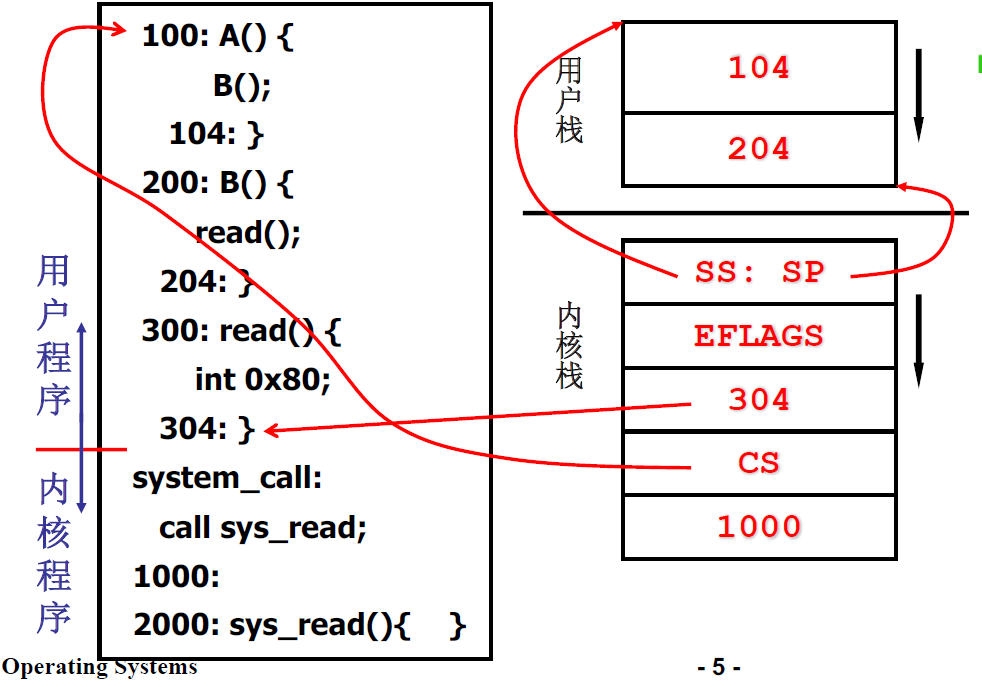 100: A() {
B();
104: }
200: B() {
read();
204: }
300: read() {
int 0x80;
304: }
system_call:
call sys_read;
1000:
2000: sys_read(){ }
用户程序
内核程序
用户栈
104
204
内核栈
SS: SP
EFLAGS
304
CS
1000
Operating Systems
- 5 -